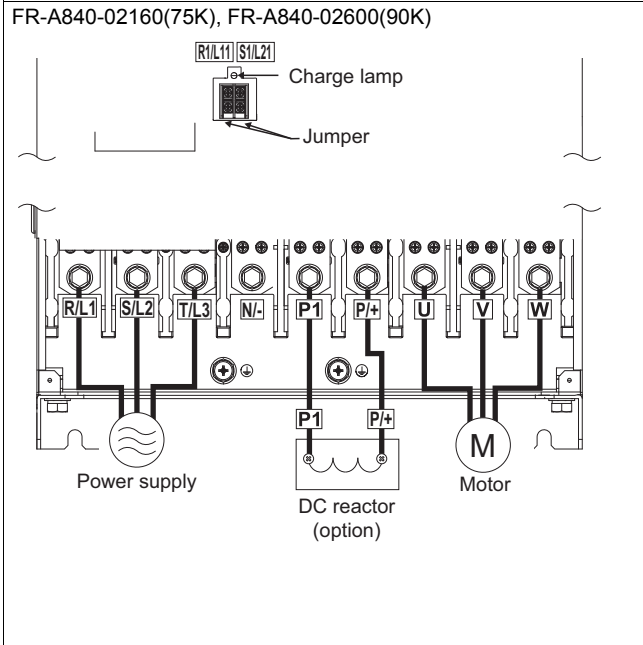 FR-A840-02160(75K), FR-A840-02600(90K)
R1/L11 S1/L21
Charge lamp
Jumper
R/L1 S/L2 T/L3 N/- P1 P/+ U V W
P1 P/+
M
Power supply
Motor
DC reactor
(option)